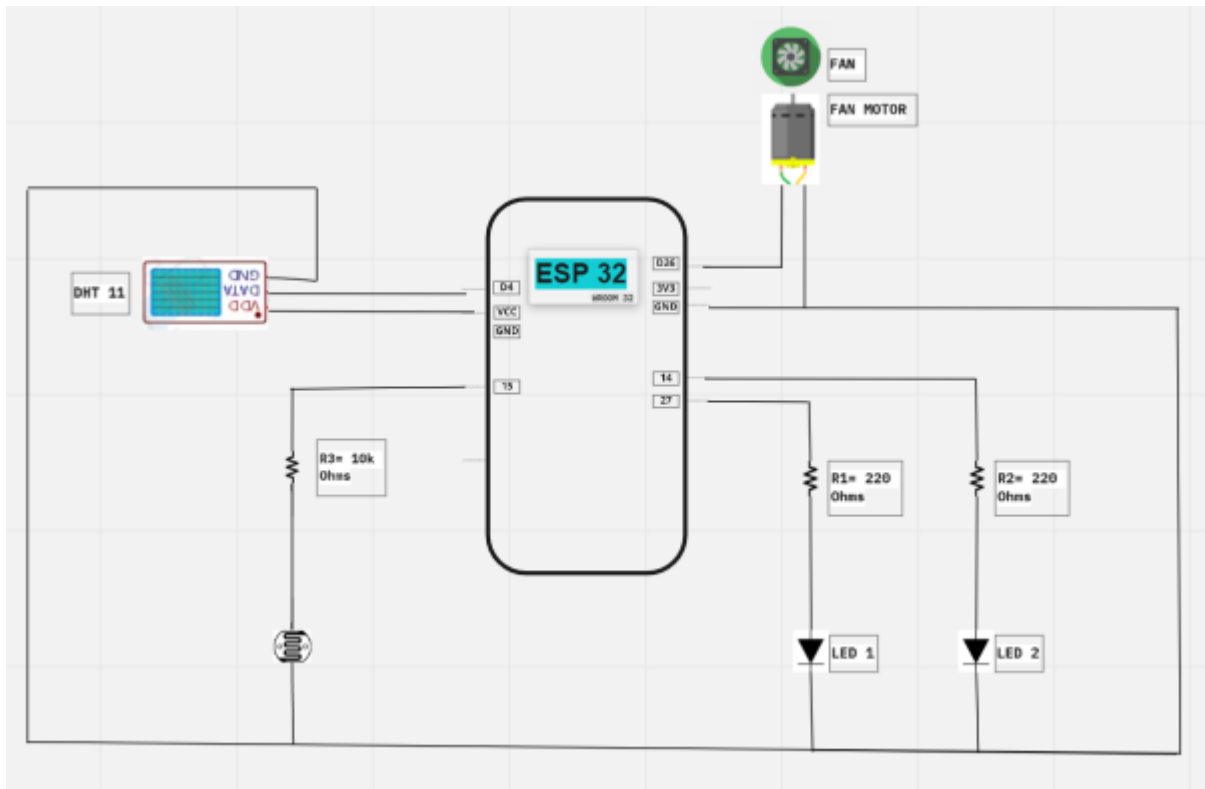 FAN
FAN MOTOR
ESP 32
WROOM 32
D26
3V3
GND
14
27
D4
VCC
GND
DHT 11
GND
DATA
VDD
R3= 10k
Ohms
R1= 220
Ohms
R2= 220
Ohms
LED 1
LED 2